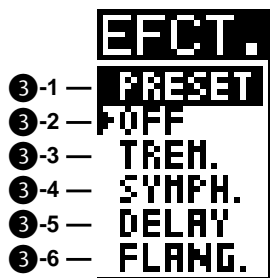 EFCT.
❸-1 — PRESET
❸-2 — ▶OFF
❸-3 — TREM.
❸-4 — SYMPH.
❸-5 — DELAY
❸-6 — FLANG.